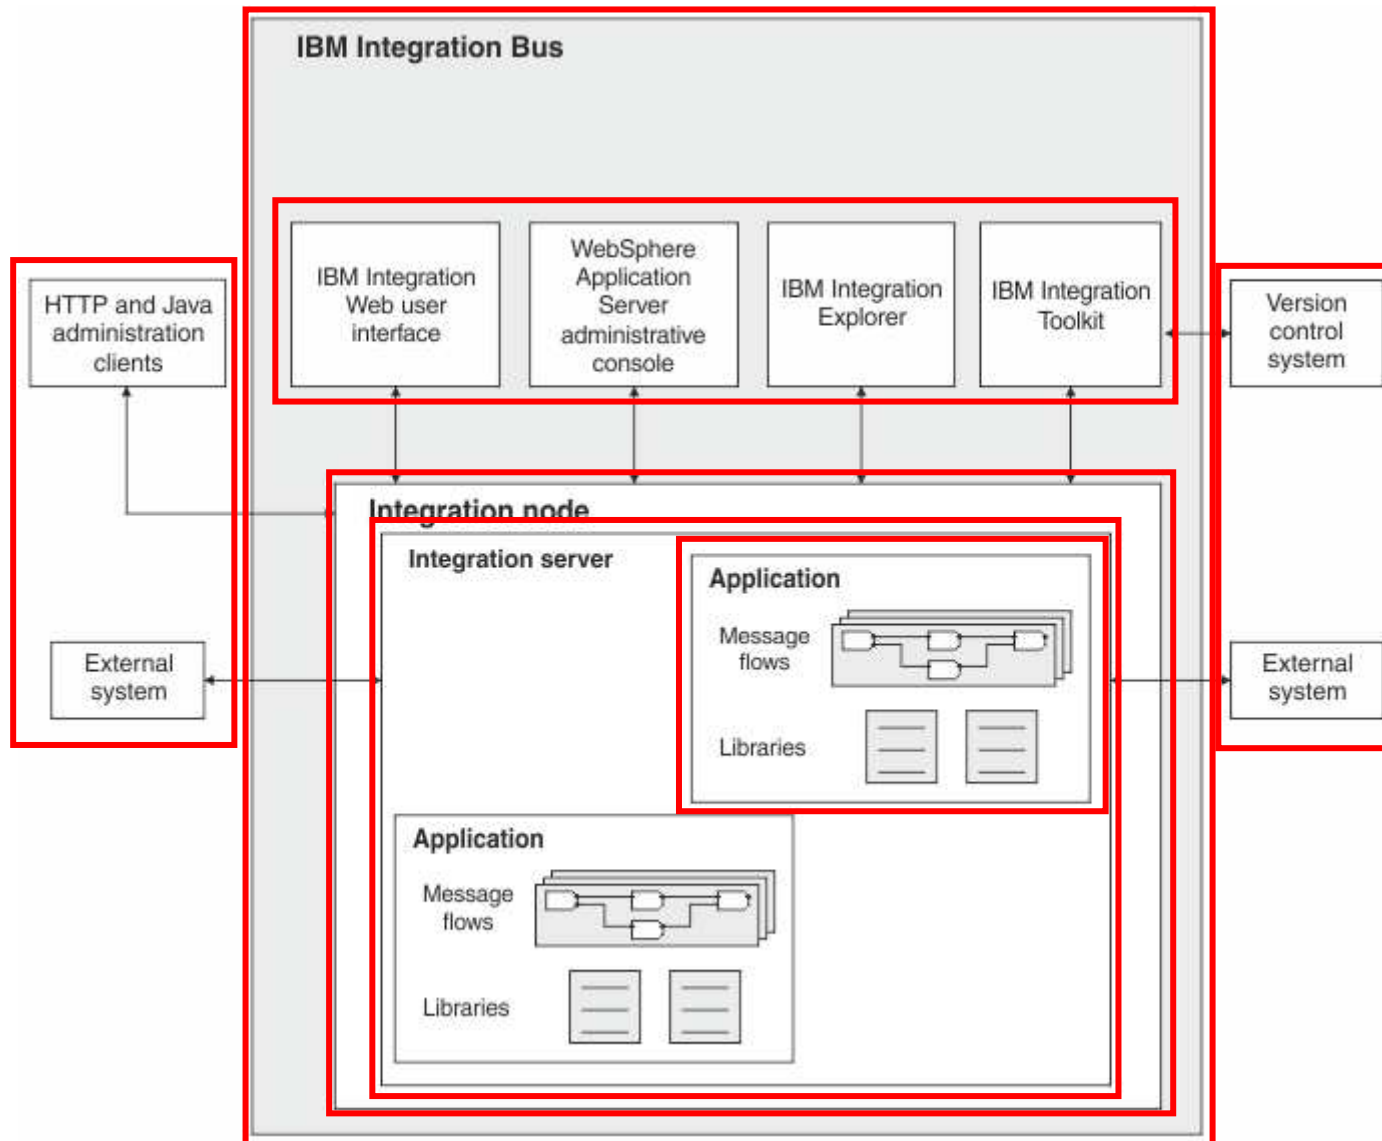 IBM Integration Bus
IBM Integration
Web user
interface
WebSphere
Application
Server
administrative
console
IBM Integration
Explorer
IBM Integration
Toolkit
HTTP and Java
administration
clients
Version
control
system
Integration node
Integration server
Application
Message
flows
Libraries
External
system
External
system
Application
Message
flows
Libraries